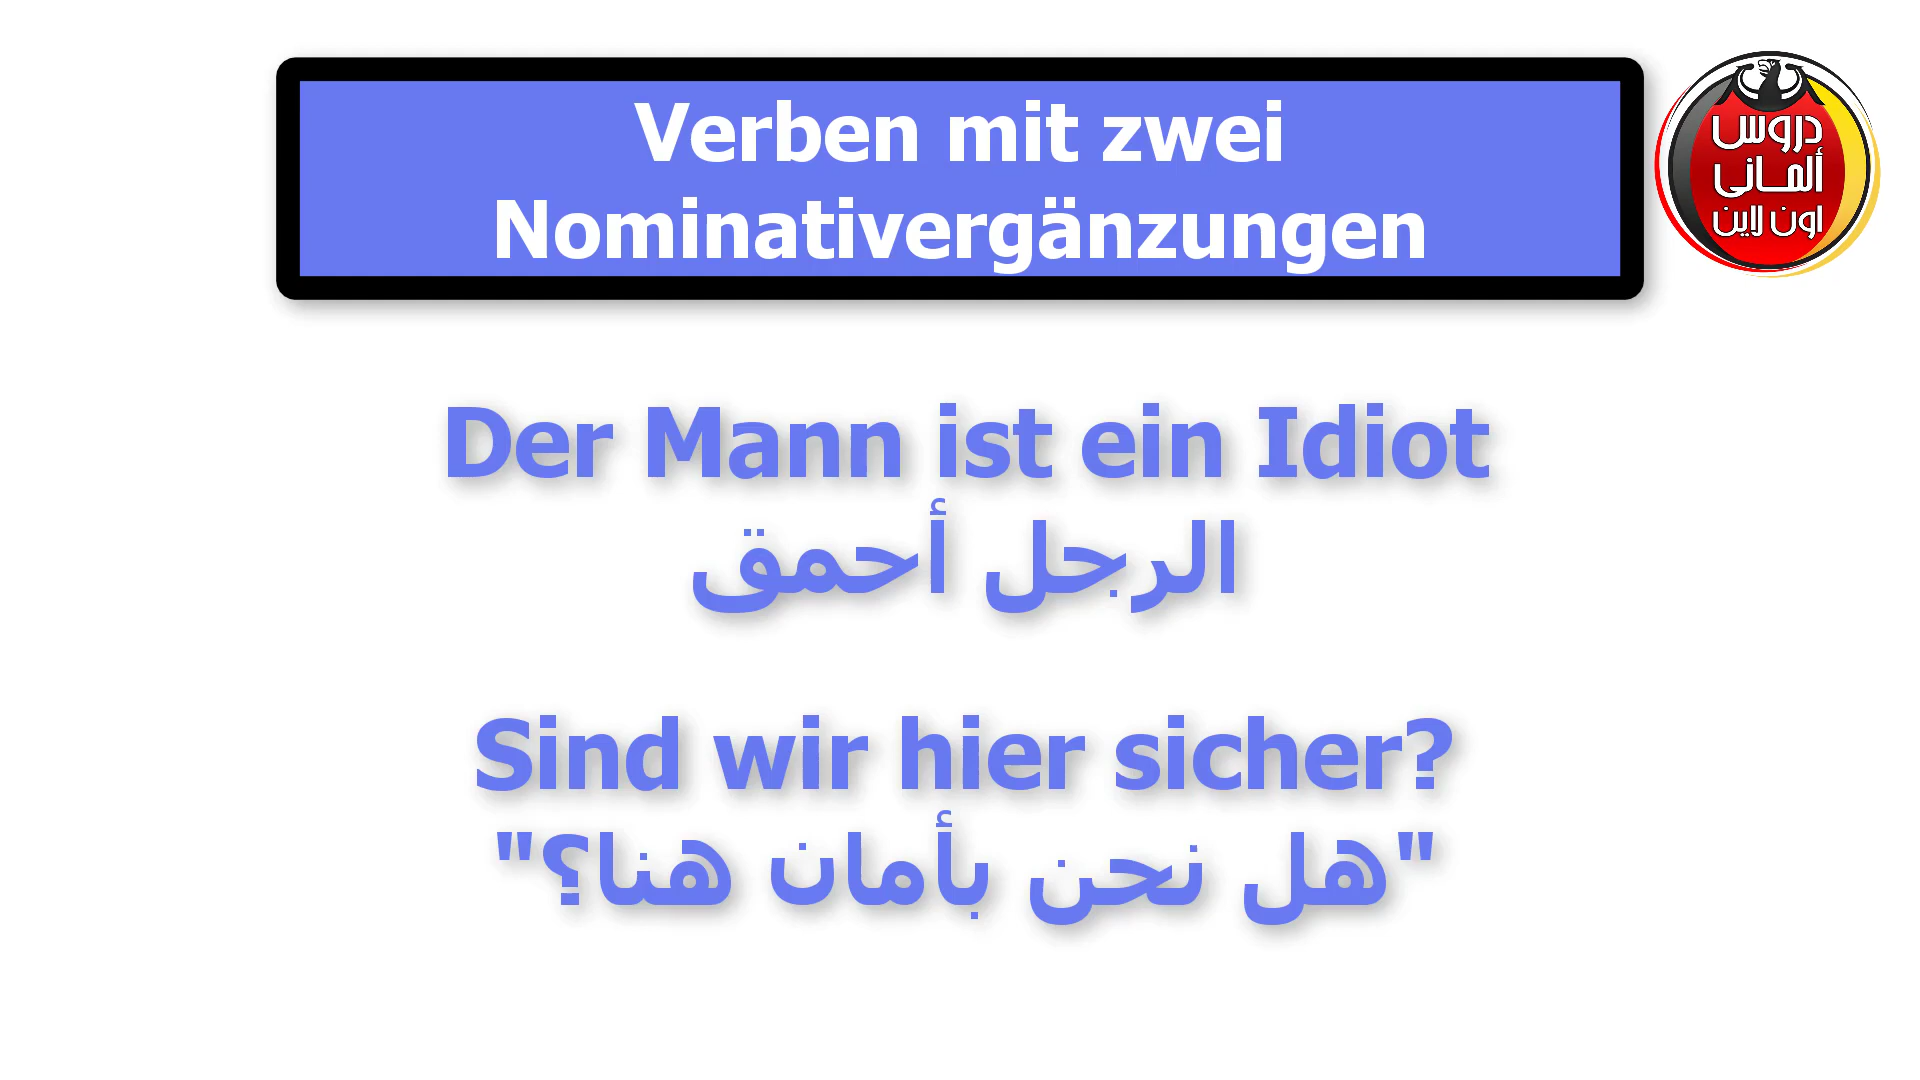 Verben mit zwei
Nominativergänzungen
دروس
ألمانى
اون لاين
Der Mann ist ein Idiot
الرجل أحمق
Sind wir hier sicher?
"هل نحن بأمان هنا؟"